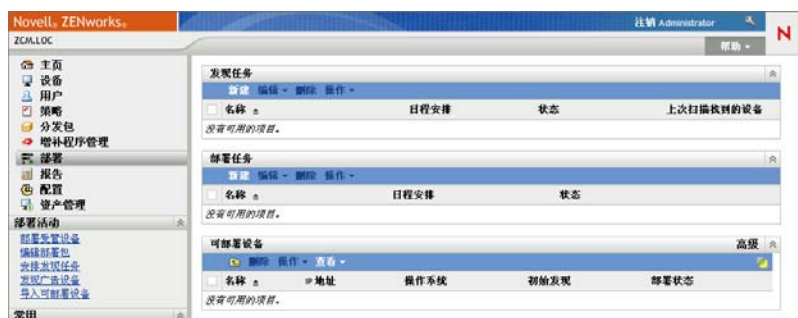 Novell® ZENworks®
注销 Administrator
N
ZCM.LOC
帮助
主页
设备
用户
策略
分发包
增补程序管理
部署
报告
配置
资产管理
部署活动
部署受管设备
编辑部署包
安排发现任务
发现广告设备
导入可部署设备
常用
发现任务
新建 编辑 删除 操作
名称 日程安排 状态 上次扫描找到的设备
没有可用的项目。
部署任务
新建 编辑 删除 操作
名称 日程安排 状态
没有可用的项目。
可部署设备 高级
删除 操作 查看
名称 IP地址 操作系统 初始发现 部署状态
没有可用的项目。